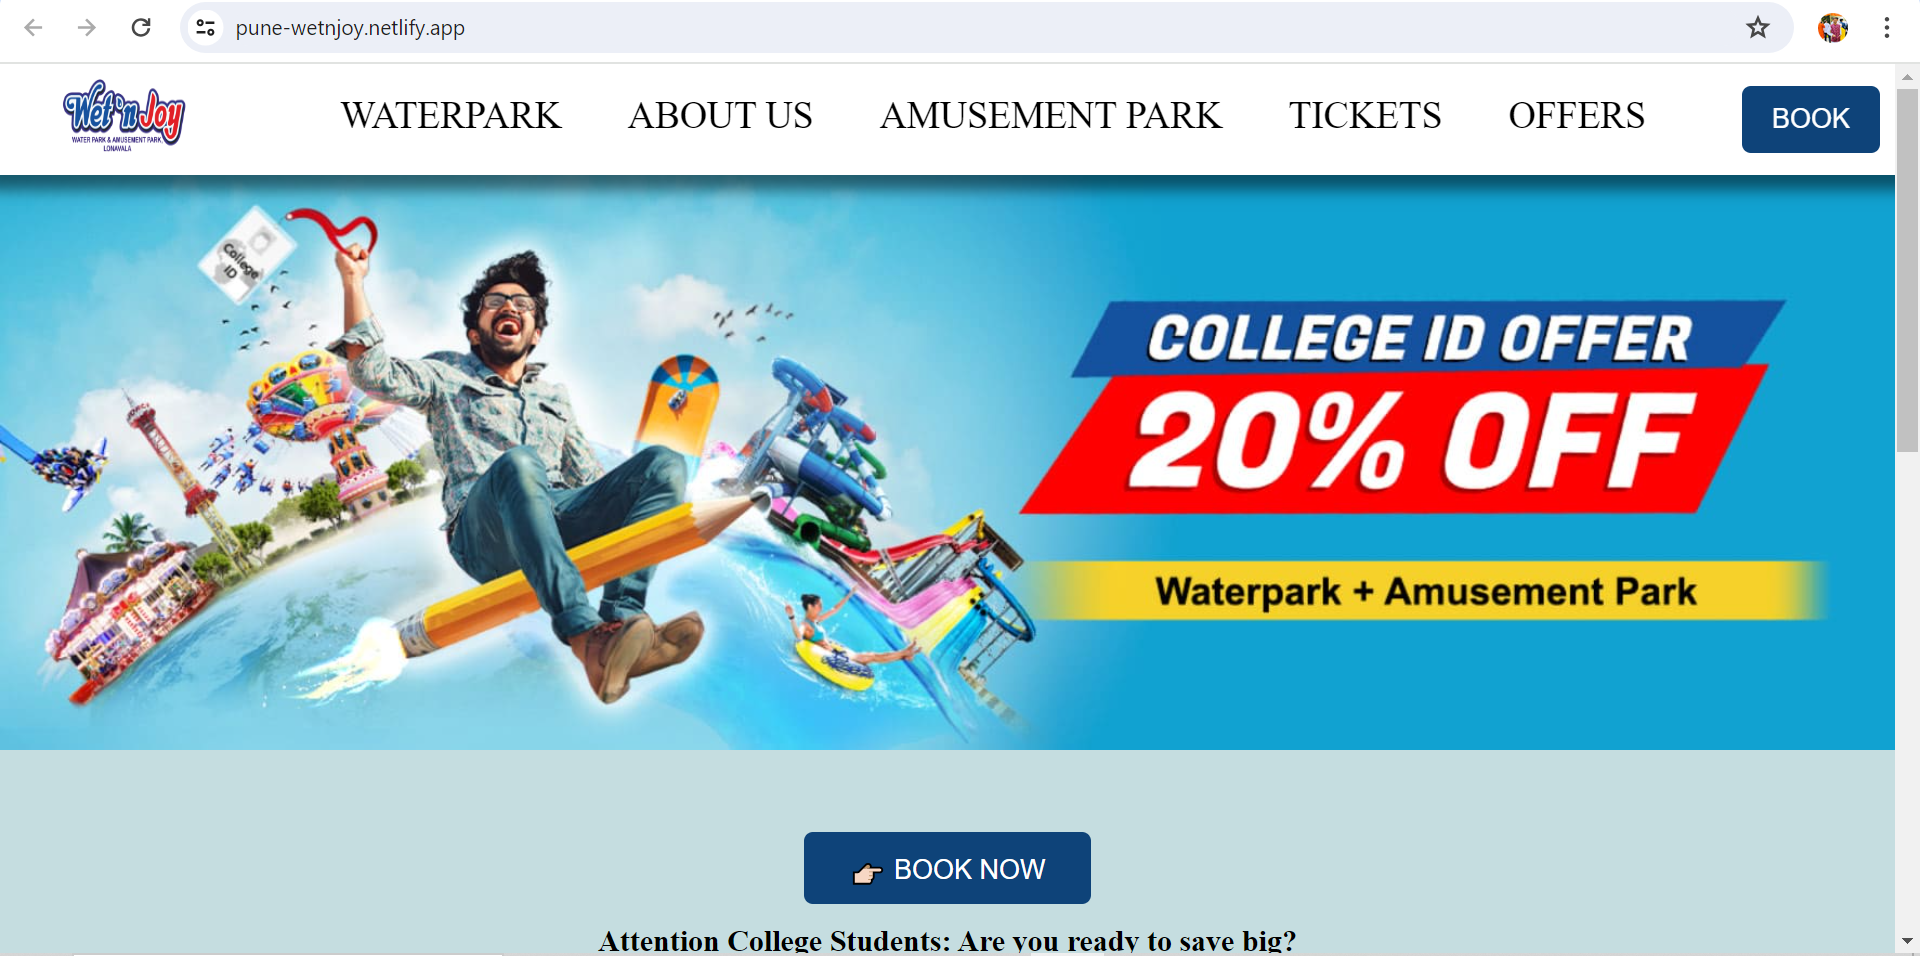 pune-wetnjoy.netlify.app
Wet'nJoy
WATER PARK & AMUSEMENT PARK
LONAVALA
WATERPARK
ABOUT US
AMUSEMENT PARK
TICKETS
OFFERS
BOOK
College
ID
COLLEGE ID OFFER
20% OFF
Waterpark + Amusement Park
BOOK NOW
Attention College Students: Are you ready to save big?